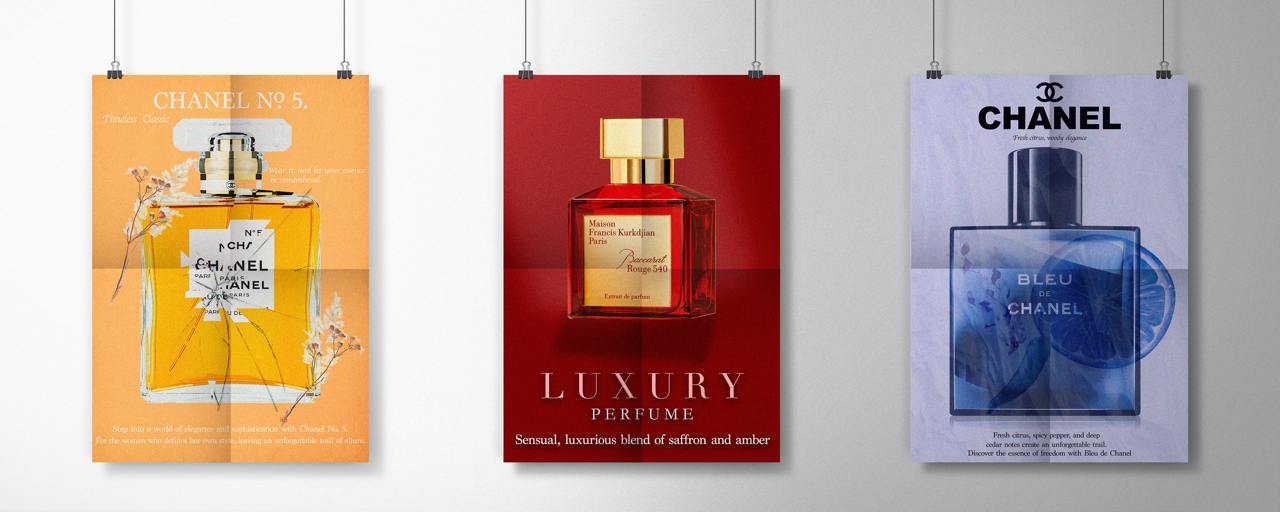 CHANEL Nº 5.
Timeless Classic
Wear it and let your essence
be remembered.
Nº
CHA
CHANEL
PARIS
PARIS
Step into a world of elegance and sophistication with Chanel No. 5.
For the women who defines her own style, leaving an unforgettable trail of allure.
Maison
Francis Kurkdjian
Paris
Baccarat
Rouge 540
Extrait de parfum
LUXURY
PERFUME
Sensual, luxurious blend of saffron and amber
CHANEL
Fresh citrus, woody elegance
BLEU
DE
CHANEL
Fresh citrus, spicy pepper, and deep
cedar notes create an unforgettable trail.
Discover the essence of freedom with Bleu de Chanel